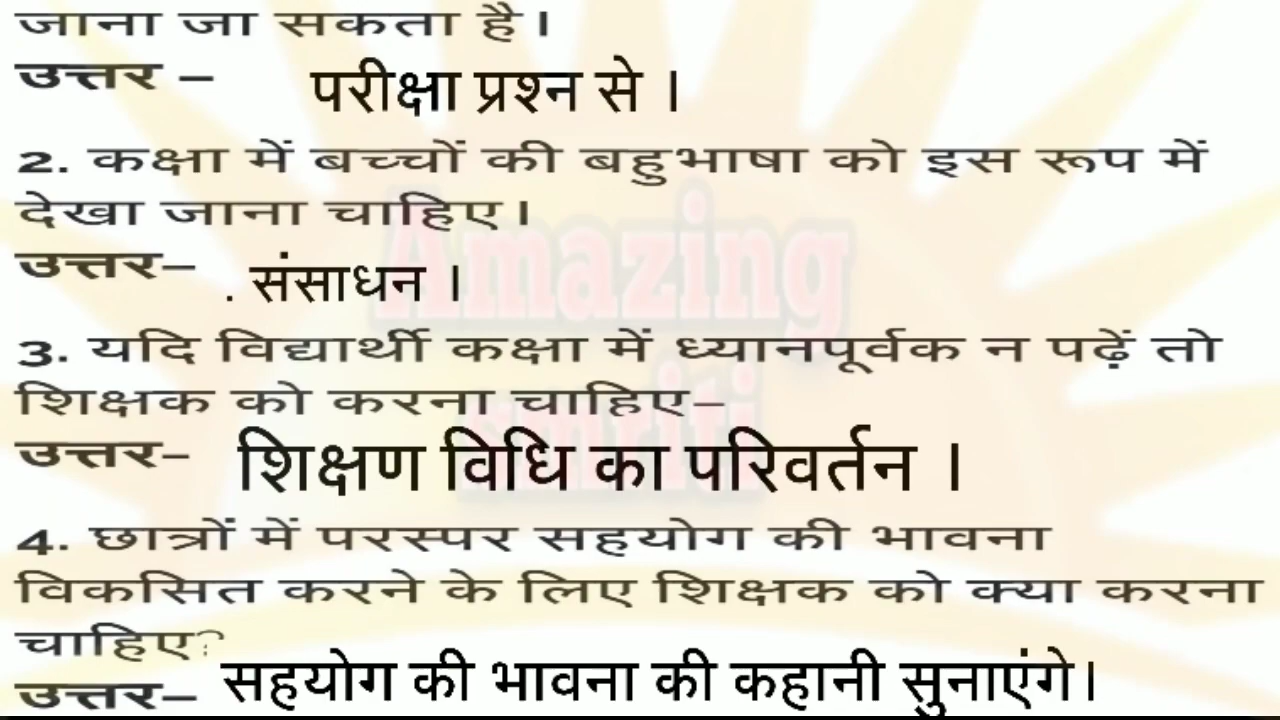 जाना जा सकता है।
उत्तर – परीक्षा प्रश्न से ।
2. कक्षा में बच्चों की बहुभाषा को इस रूप में
देखा जाना चाहिए।
उत्तर– . संसाधन ।
3. यदि विद्यार्थी कक्षा में ध्यानपूर्वक न पढ़ें तो
शिक्षक को करना चाहिए–
उत्तर– शिक्षण विधि का परिवर्तन ।
4. छात्रों में परस्पर सहयोग की भावना
विकसित करने के लिए शिक्षक को क्या करना
चाहिए?
उत्तर– सहयोग की भावना की कहानी सुनाएंगे।
Amazing
smriti